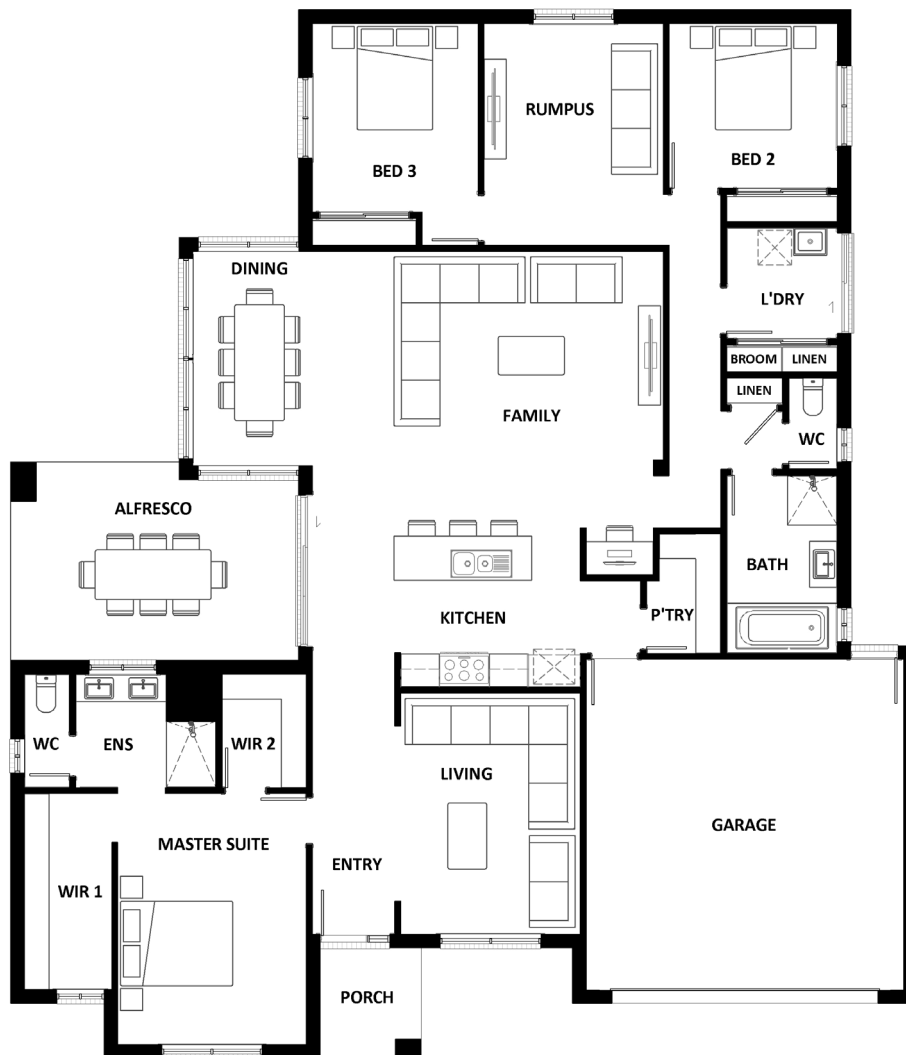 RUMPUS
BED 3
BED 2
DINING
L'DRY
BROOM
LINEN
LINEN
FAMILY
WC
ALFRESCO
BATH
KITCHEN
P'TRY
WC
ENS
WIR 2
LIVING
GARAGE
MASTER SUITE
ENTRY
WIR 1
PORCH